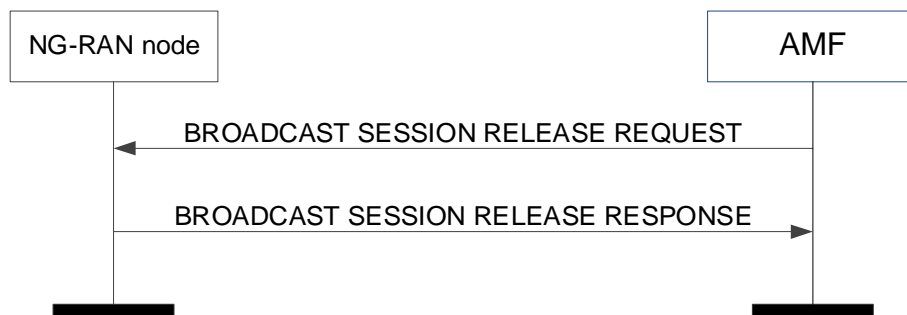 NG-RAN node
AMF
BROADCAST SESSION RELEASE REQUEST
BROADCAST SESSION RELEASE RESPONSE